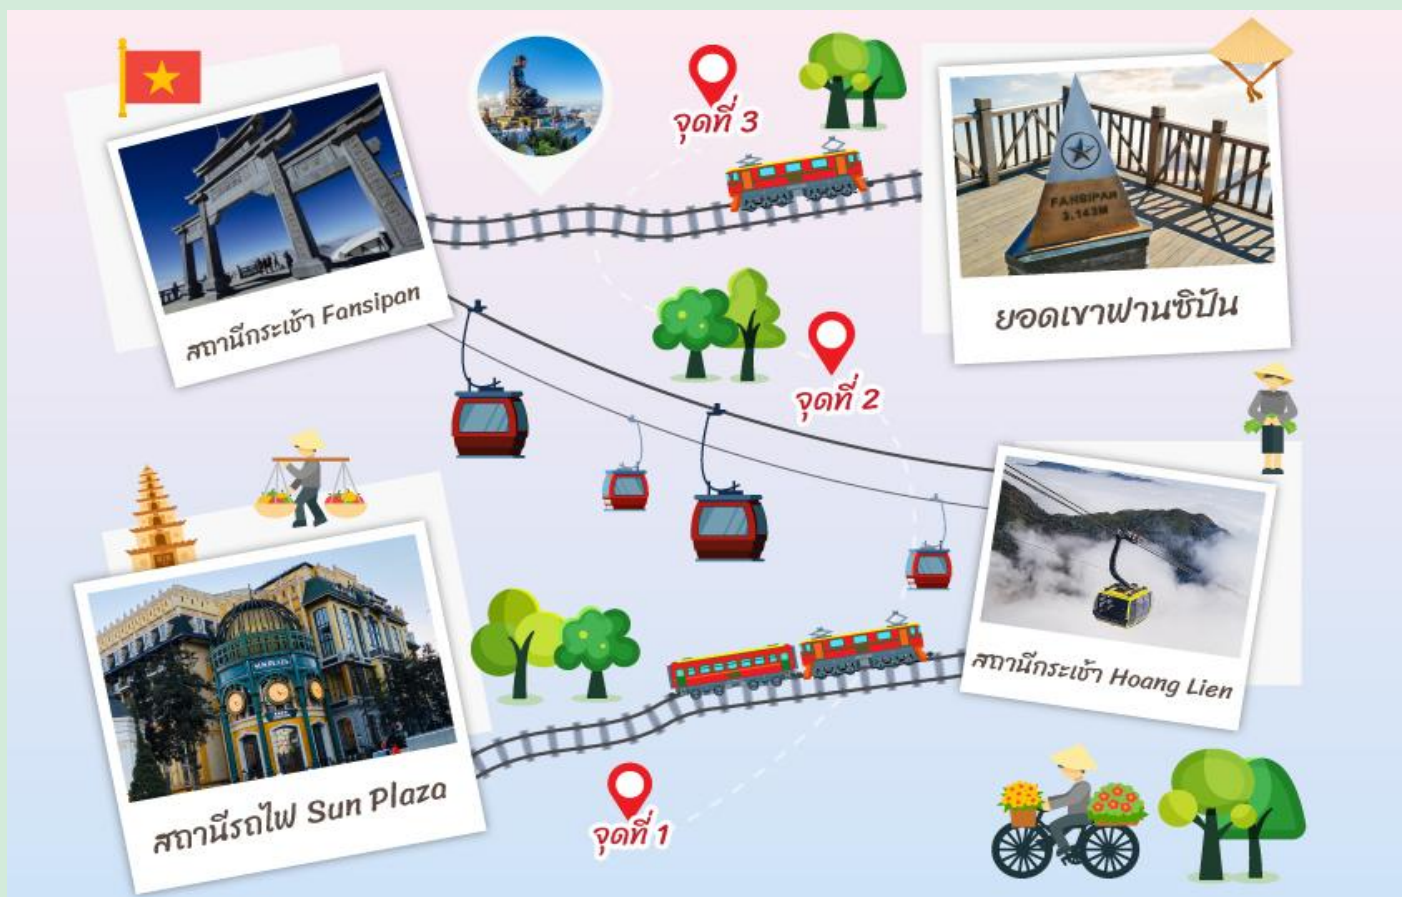 จุดที่ 3
FANSIPAN
3.143M
สถานีกระเช้า Fansipan
ยอดเขาฟานซิปัน
จุดที่ 2
SUN PLAZA
สถานีกระเช้า Hoang Lien
สถานีรถไฟ Sun Plaza
จุดที่ 1